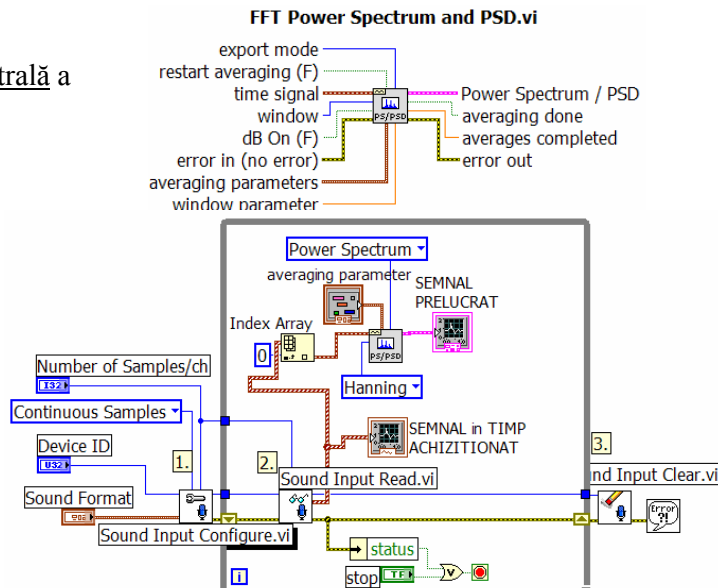 FFT Power Spectrum and PSD.vi
export mode
restart averaging (F)
trală a
time signal
Power Spectrum / PSD
window
averaging done
PS/PSD
dB On (F)
averages completed
error in (no error)
error out
averaging parameters
window parameter
Power Spectrum
averaging parameter
SEMNAL
PRELUCRAT
Index Array
0
PS/PSD
Number of Samples/ch
I32
Hanning
Continuous Samples
SEMNAL in TIMP
ACHIZITIONAT
Device ID
U32
1.
2.
3.
Sound Input Read.vi
nd Input Clear.vi
Sound Format
Error
?!
Sound Input Configure.vi
status
i
stop
TF
V